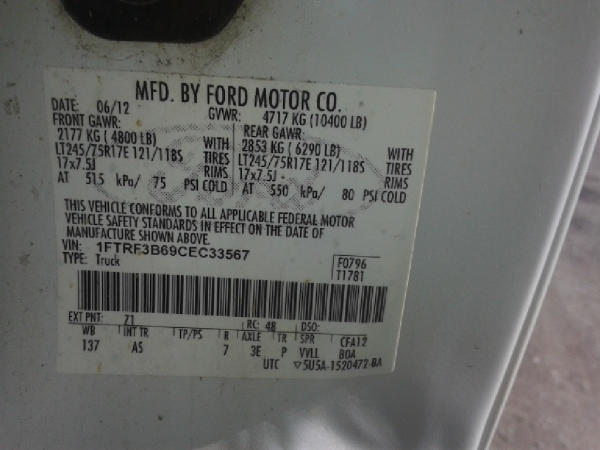 MFD. BY FORD MOTOR CO.
DATE: 06/12 GVWR: 4717 KG (10400 LB)
FRONT GAWR: REAR GAWR:
2177 KG ( 4800 LB) WITH 2853 KG ( 6290 LB) WITH
LT245/75R17E 121/118S TIRES LT245/75R17E 121/118S TIRES
17x7.5J RIMS 17x7.5J RIMS
AT 515 kPa/ 75 PSI COLD AT 550 kPa/ 80 PSI COLD
THIS VEHICLE CONFORMS TO ALL APPLICABLE FEDERAL MOTOR
VEHICLE SAFETY STANDARDS IN EFFECT ON THE DATE OF
MANUFACTURE SHOWN ABOVE.
VIN: 1FTRF3B69CEC33567 F0796
TYPE: Truck T1781
EXT PNT: Z1 RC: 48 DSO:
WB INT TR TP/PS R AXLE TR SPR CFA12
137 A5 7 3E P VVLL BOA
UTC ▽5U5A-1520472-BA